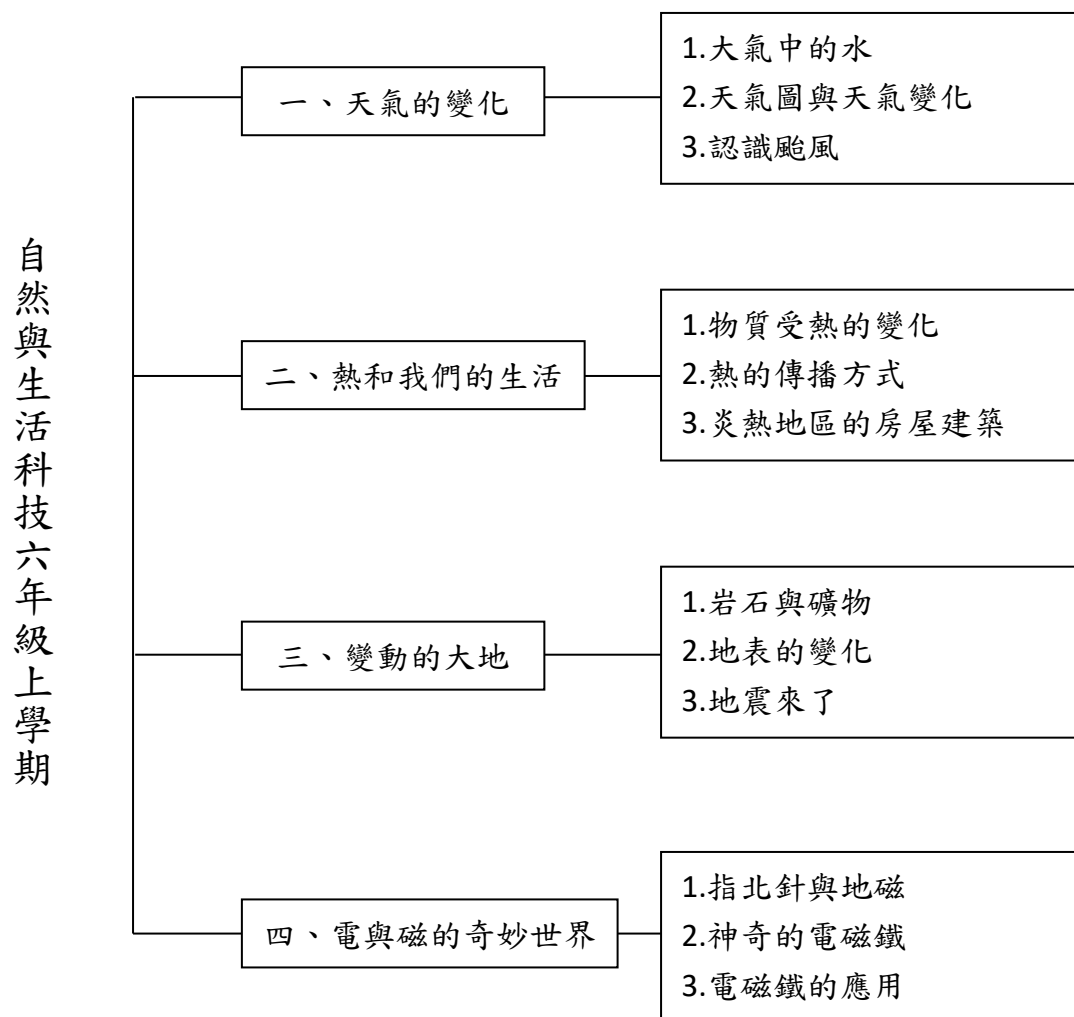 自然與生活科技六年級上學期
一、天氣的變化
1.大氣中的水
2.天氣圖與天氣變化
3.認識颱風
二、熱和我們的生活
1.物質受熱的變化
2.熱的傳播方式
3.炎熱地區的房屋建築
三、變動的大地
1.岩石與礦物
2.地表的變化
3.地震來了
四、電與磁的奇妙世界
1.指北針與地磁
2.神奇的電磁鐵
3.電磁鐵的應用